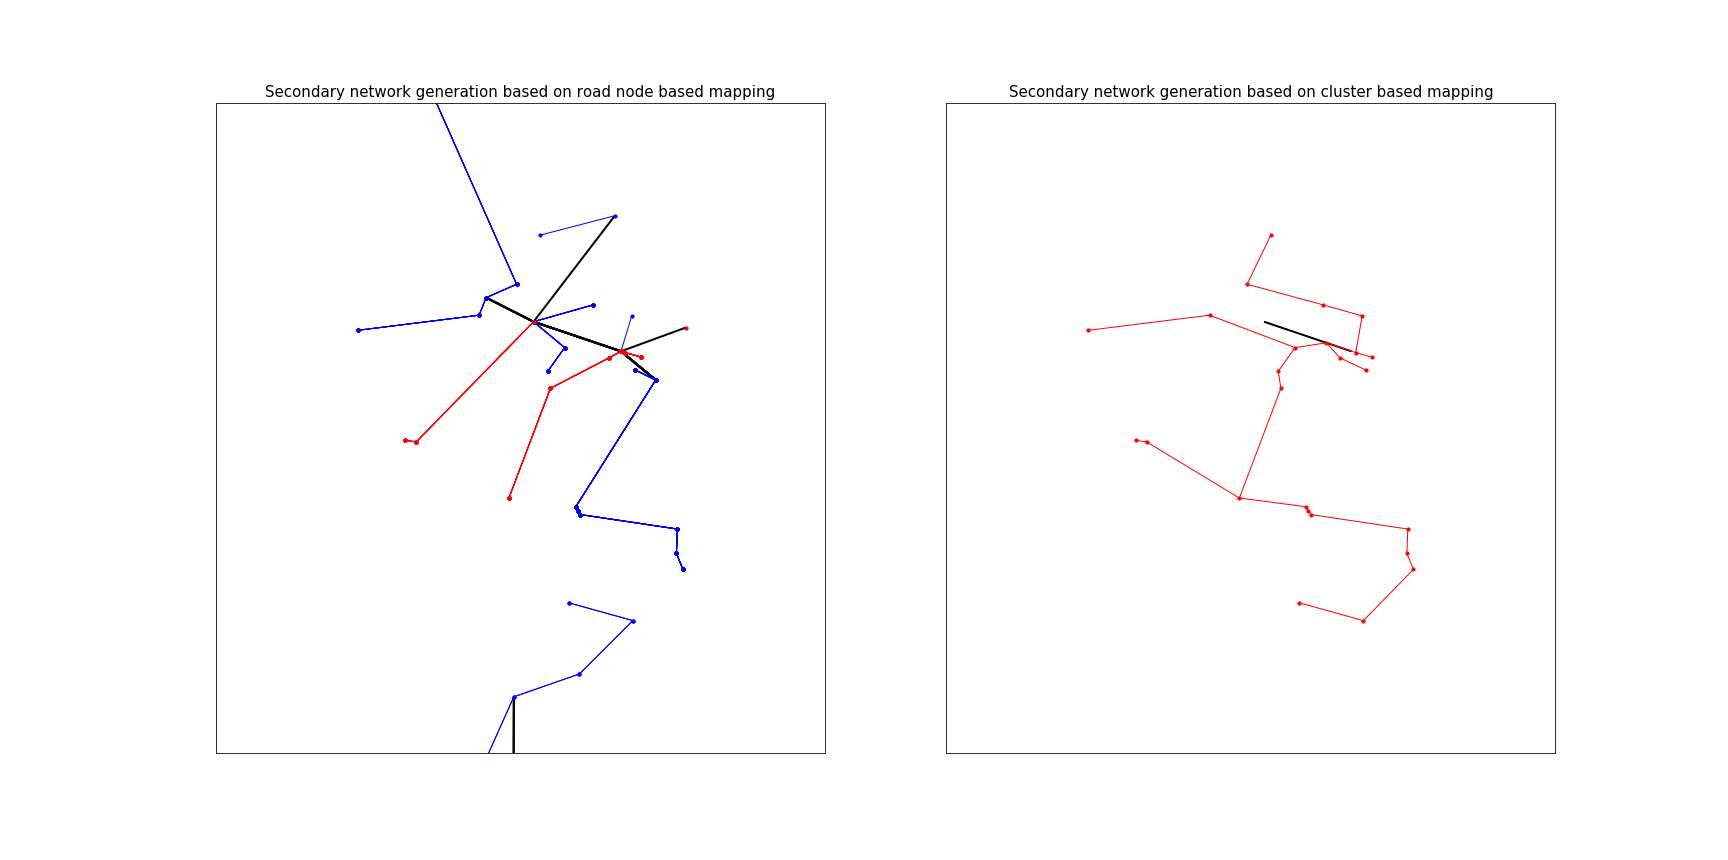 Secondary network generation based on road node based mapping
Secondary network generation based on cluster based mapping